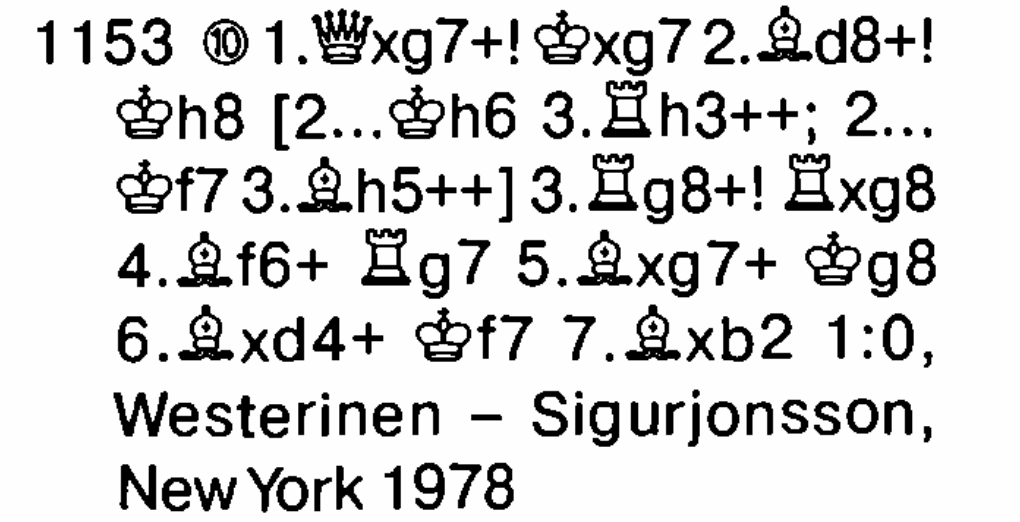 1153 ⑩ 1.♕xg7+! ♔xg7 2.♗d8+!
♔h8 [2...♔h6 3.♖h3++; 2...
♔f7 3.♗h5++] 3.♖g8+! ♖xg8
4.♗f6+ ♖g7 5.♗xg7+ ♔g8
6.♗xd4+ ♔f7 7.♗xb2 1:0,
Westerinen – Sigurjonsson,
New York 1978